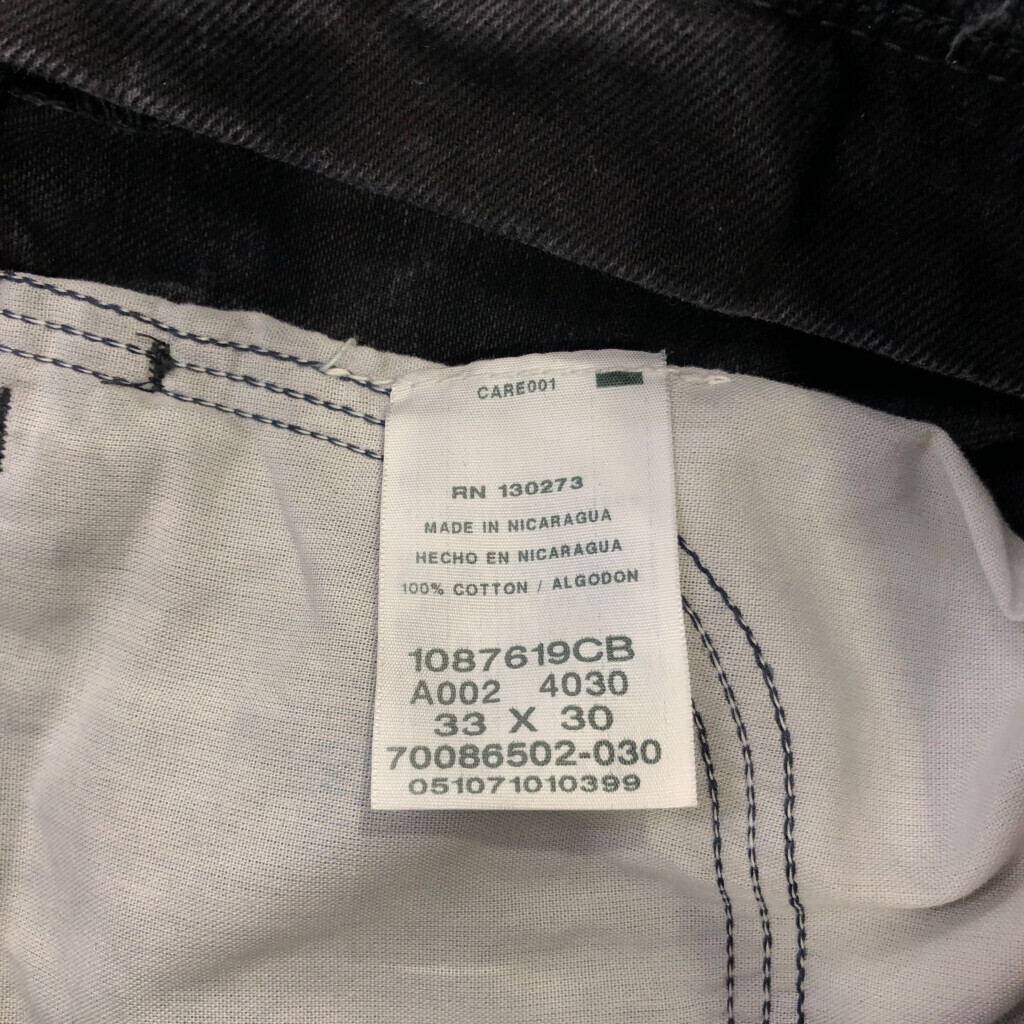 CARE001
RN 130273
MADE IN NICARAGUA
HECHO EN NICARAGUA
100% COTTON / ALGODON
1087619CB
A002 4030
33 X 30
70086502-030
051071010399